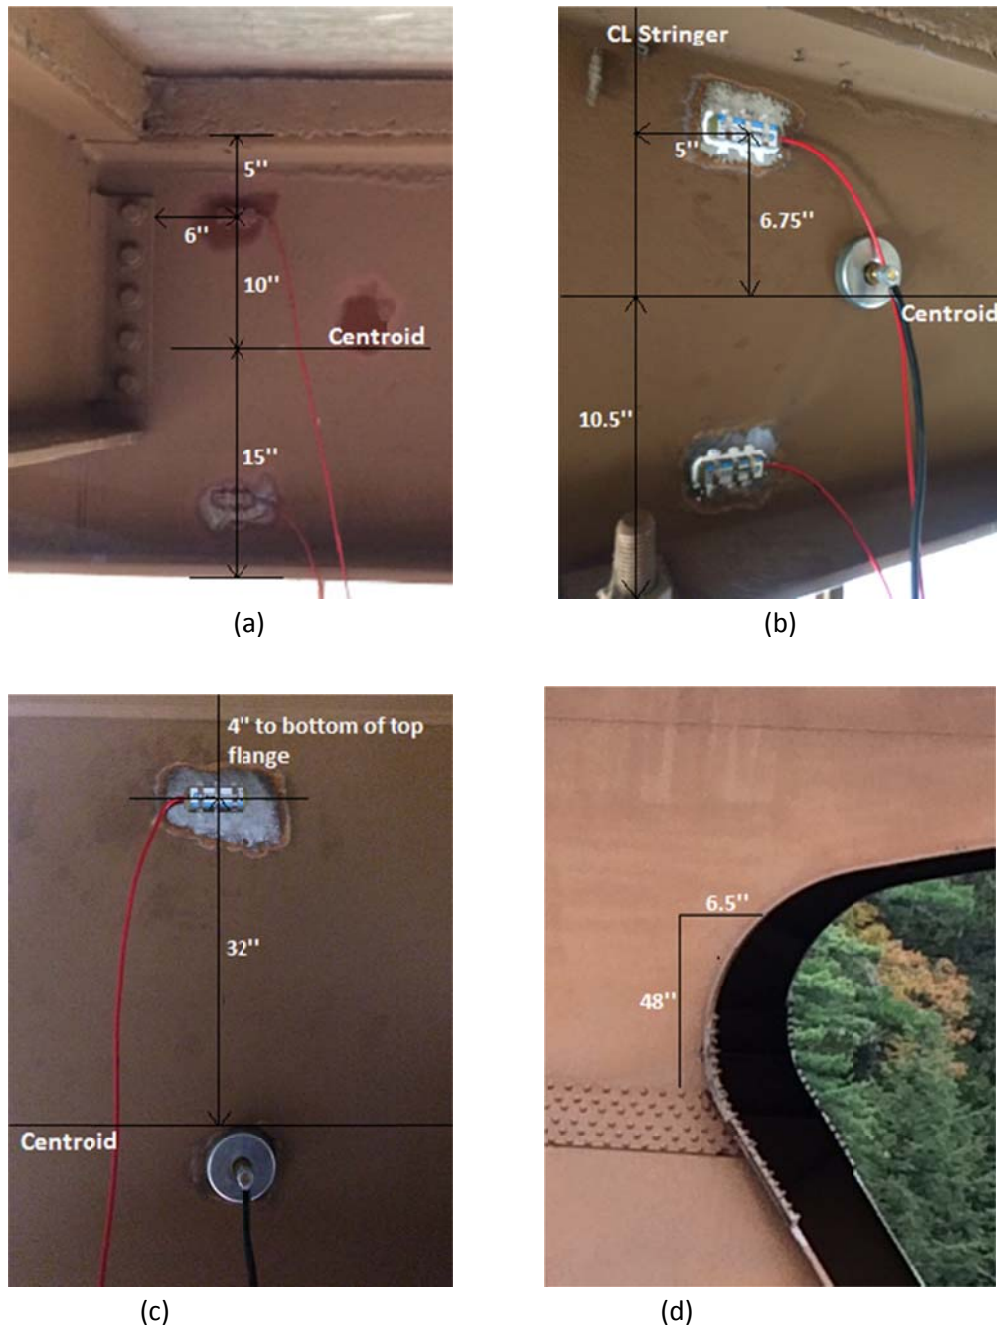 5"
6"
10"
Centroid
15"
(a)
CL Stringer
5"
6.75"
Centroid
10.5"
(b)
4" to bottom of top
flange
32"
Centroid
(c)
6.5"
48"
(d)